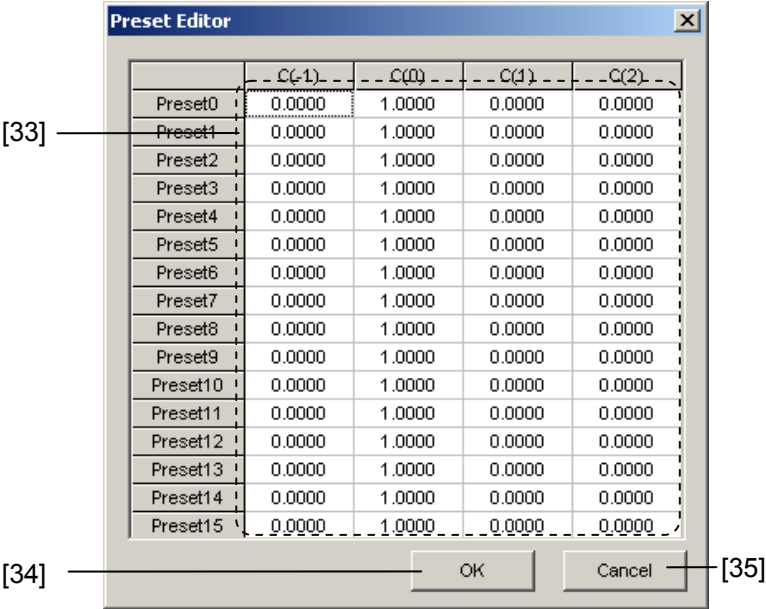 Preset Editor
C(-1) C(0) C(1) C(2)
Preset0 0.0000 1.0000 0.0000 0.0000
[33] Preset1 0.0000 1.0000 0.0000 0.0000
Preset2 0.0000 1.0000 0.0000 0.0000
Preset3 0.0000 1.0000 0.0000 0.0000
Preset4 0.0000 1.0000 0.0000 0.0000
Preset5 0.0000 1.0000 0.0000 0.0000
Preset6 0.0000 1.0000 0.0000 0.0000
Preset7 0.0000 1.0000 0.0000 0.0000
Preset8 0.0000 1.0000 0.0000 0.0000
Preset9 0.0000 1.0000 0.0000 0.0000
Preset10 0.0000 1.0000 0.0000 0.0000
Preset11 0.0000 1.0000 0.0000 0.0000
Preset12 0.0000 1.0000 0.0000 0.0000
Preset13 0.0000 1.0000 0.0000 0.0000
Preset14 0.0000 1.0000 0.0000 0.0000
Preset15 0.0000 1.0000 0.0000 0.0000
[34] OK Cancel [35]